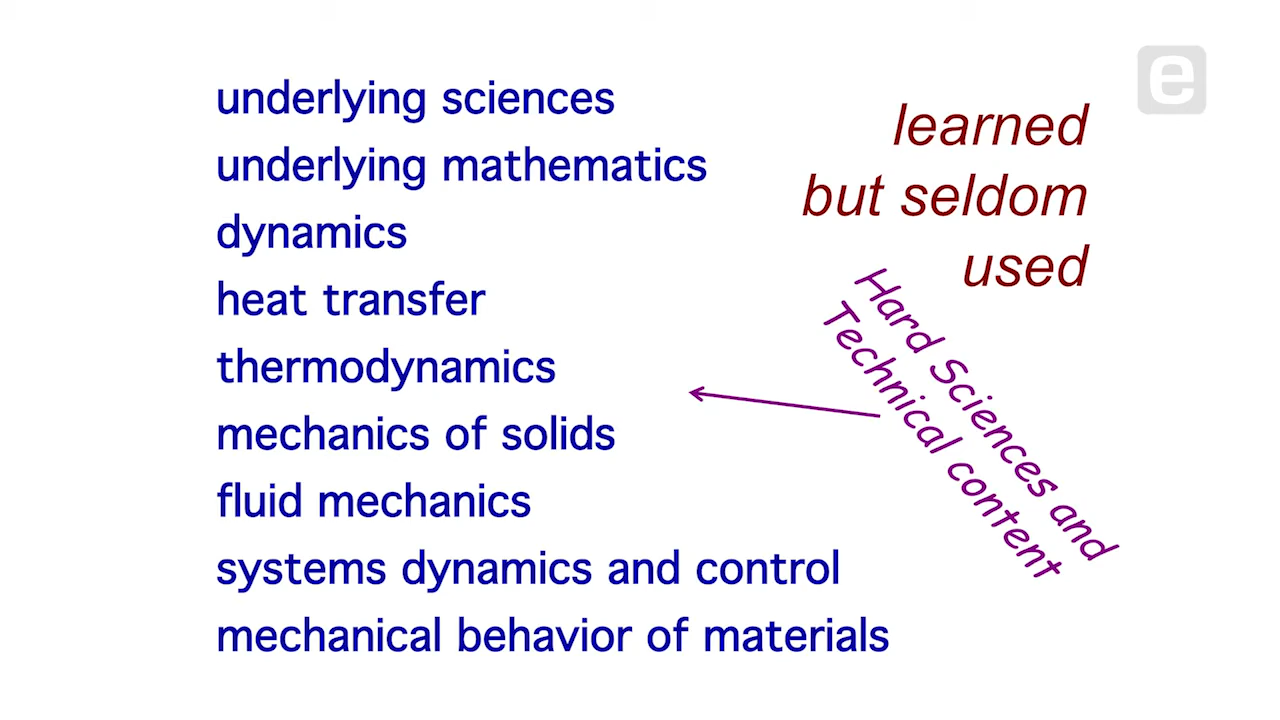 underlying sciences
underlying mathematics
dynamics
heat transfer
thermodynamics
mechanics of solids
fluid mechanics
systems dynamics and control
mechanical behavior of materials
e
learned
but seldom
used
Hard Sciences and
Technical content